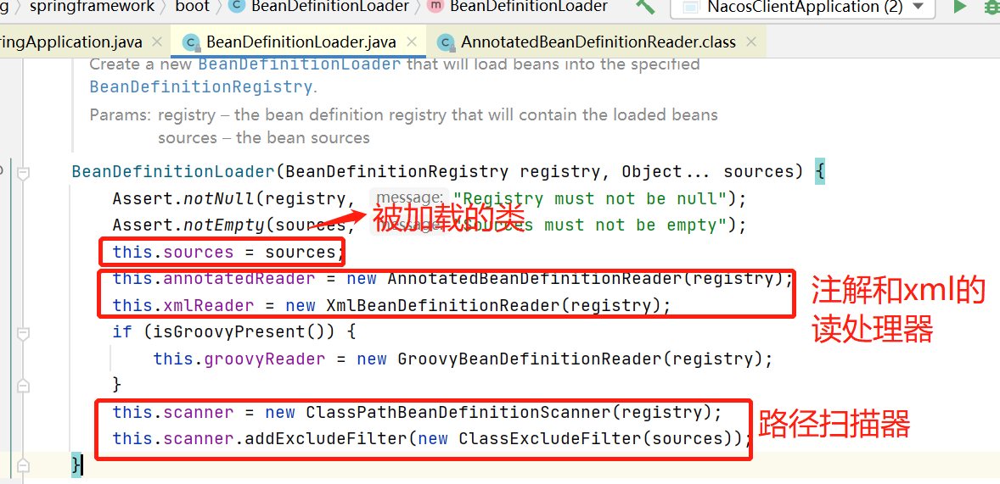 g › springframework › boot › BeanDefinitionLoader › BeanDefinitionLoader NacosClientApplication (2)
ringApplication.java BeanDefinitionLoader.java AnnotatedBeanDefinitionReader.class
Create a new BeanDefinitionLoader that will load beans into the specified
BeanDefinitionRegistry.
Params: registry – the bean definition registry that will contain the loaded beans
sources – the bean sources
BeanDefinitionLoader(BeanDefinitionRegistry registry, Object... sources) {
Assert.notNull(registry, message: "Registry must not be null");
Assert.notEmpty(sources, message: "Sources must not be empty");
被加载的类
this.sources = sources;
this.annotatedReader = new AnnotatedBeanDefinitionReader(registry);
this.xmlReader = new XmlBeanDefinitionReader(registry);
注解和xml的
读处理器
if (isGroovyPresent()) {
this.groovyReader = new GroovyBeanDefinitionReader(registry);
}
this.scanner = new ClassPathBeanDefinitionScanner(registry);
this.scanner.addExcludeFilter(new ClassExcludeFilter(sources));
路径扫描器
}